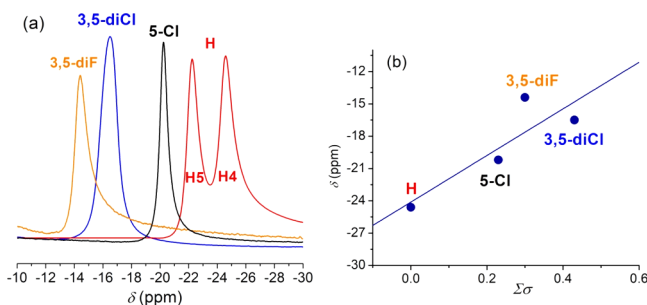 (a)
3,5-diCl
5-Cl
H
3,5-diF
H5
H4
-10 -12 -14 -16 -18 -20 -22 -24 -26 -28 -30
δ (ppm)
(b)
-12
-15
-18
-21
-24
-27
-30
δ (ppm)
3,5-diF
3,5-diCl
5-Cl
H
0.0 0.2 0.4 0.6
Σσ